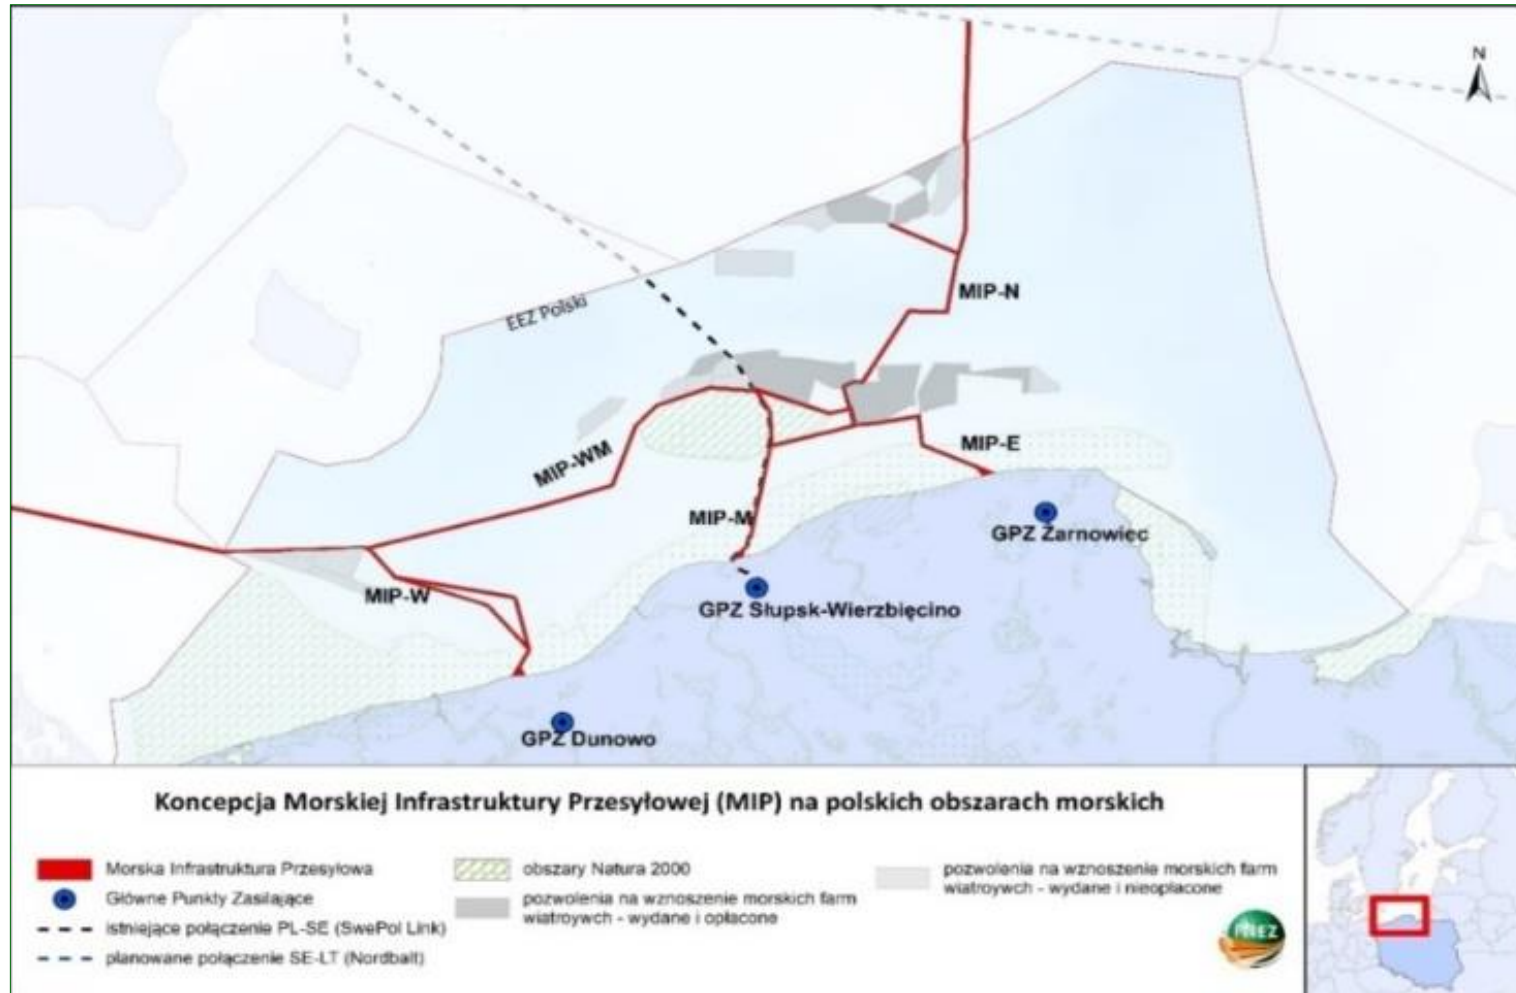 N
MIP-N
EEZ Polski
MIP-WM
MIP-E
MIP-M
GPZ Żarnowiec
MIP-W
GPZ Słupsk-Wierzbięcino
GPZ Dunowo
Koncepcja Morskiej Infrastruktury Przesyłowej (MIP) na polskich obszarach morskich
Morska Infrastruktura Przesyłowa
Główne Punkty Zasilające
istniejące połączenie PL-SE (SwePol Link)
planowane połączenie SE-LT (Nordbalt)
obszary Natura 2000
pozwolenia na wznoszenie morskich farm
wiatroywch - wydane i opłacone
pozwolenia na wznoszenie morskich farm
wiatroywch - wydane i nieopłacone
FNEZ